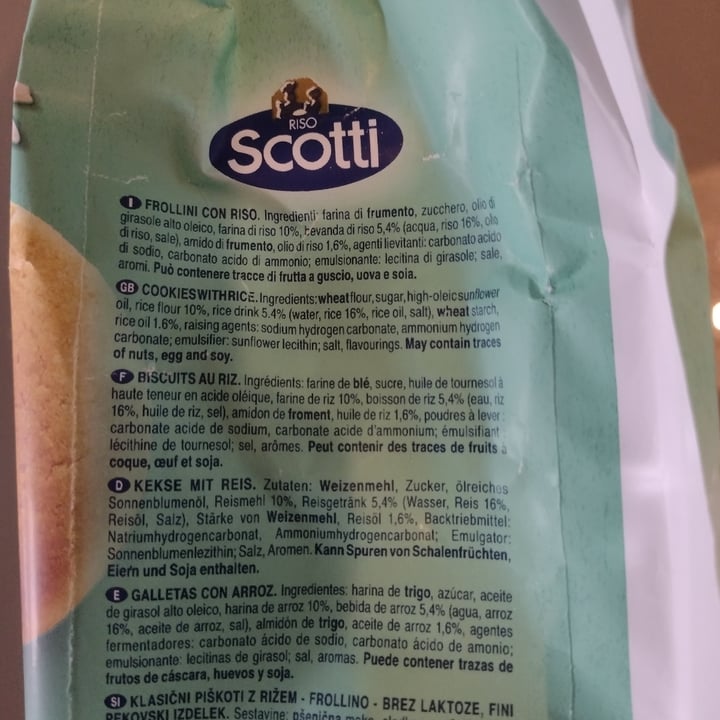 RISO
Scotti
I FROLLINI CON RISO. Ingredienti: farina di frumento, zucchero, olio di
girasole alto oleico, farina di riso 10%, bevanda di riso 5,4% (acqua, riso 16%, olio
di riso, sale), amido di frumento, olio di riso 1,6%, agenti lievitanti: carbonato acido
di sodio, carbonato acido di ammonio; emulsionante: lecitina di girasole; sale,
aromi. Può contenere tracce di frutta a guscio, uova e soia.
GB COOKIES WITH RICE. Ingredients: wheat flour, sugar, high-oleic sunflower
oil, rice flour 10%, rice drink 5.4% (water, rice 16%, rice oil, salt), wheat starch,
rice oil 1.6%, raising agents: sodium hydrogen carbonate, ammonium hydrogen
carbonate; emulsifier: sunflower lecithin; salt, flavourings. May contain traces
of nuts, egg and soy.
F BISCUITS AU RIZ. Ingrédients: farine de blé, sucre, huile de tournesol à
haute teneur en acide oléique, farine de riz 10%, boisson de riz 5,4% (eau, riz
16%, huile de riz, sel), amidon de froment, huile de riz 1,6%, poudres à lever:
carbonate acide de sodium, carbonate acide d'ammonium; émulsifiant:
lécithine de tournesol; sel, arômes. Peut contenir des traces de fruits à
coque, œuf et soja.
D KEKSE MIT REIS. Zutaten: Weizenmehl, Zucker, ölreiches
Sonnenblumenöl, Reismehl 10%, Reisgetränk 5,4% (Wasser, Reis 16%,
Reisöl, Salz), Stärke von Weizenmehl, Reisöl 1,6%, Backtriebmittel:
Natriumhydrogencarbonat, Ammoniumhydrogencarbonat; Emulgator:
Sonnenblumenlezithin; Salz, Aromen. Kann Spuren von Schalenfrüchten,
Eiern und Soja enthalten.
E GALLETAS CON ARROZ. Ingredientes: harina de trigo, azúcar, aceite
de girasol alto oleico, harina de arroz 10%, bebida de arroz 5,4% (agua, arroz
16%, aceite de arroz, sal), almidón de trigo, aceite de arroz 1,6%, agentes
fermentadores: carbonato ácido de sodio, carbonato ácido de amonio;
emulsionante: lecitinas de girasol; sal, aromas. Puede contener trazas de
frutos de cáscara, huevos y soja.
SI KLASIČNI PIŠKOTI Z RIŽEM - FROLLINO - BREZ LAKTOZE, FINI
PEKOVSKI IZDELEK. Sestavine: pšenična